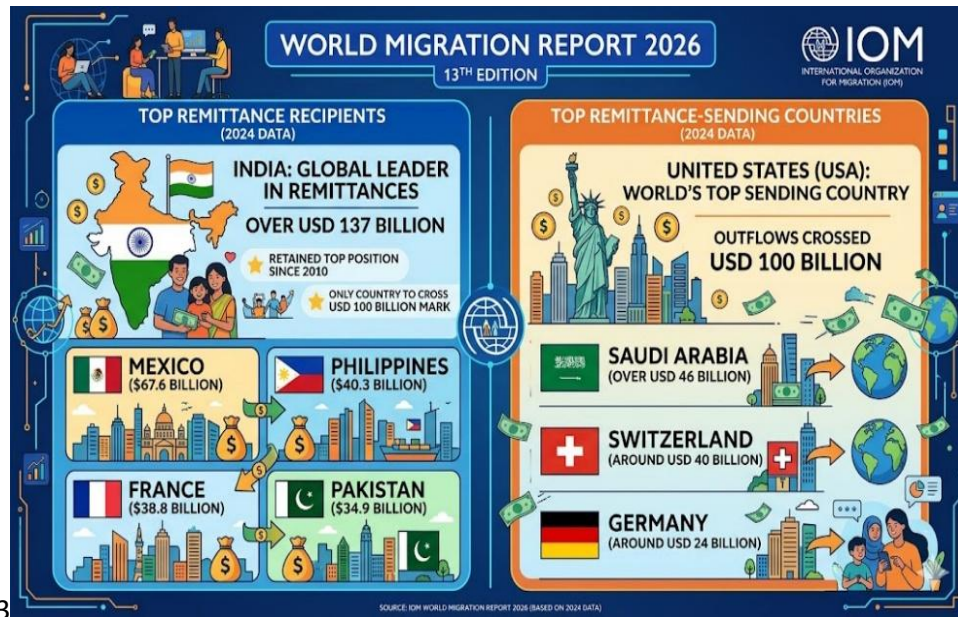 WORLD MIGRATION REPORT 2026
13TH EDITION
IOM
INTERNATIONAL ORGANIZATION
FOR MIGRATION (IOM)
TOP REMITTANCE RECIPIENTS
(2024 DATA)
INDIA: GLOBAL LEADER
IN REMITTANCES
OVER USD 137 BILLION
RETAINED TOP POSITION
SINCE 2010
ONLY COUNTRY TO CROSS
USD 100 BILLION MARK
MEXICO
($67.6 BILLION)
PHILIPPINES
($40.3 BILLION)
FRANCE
($38.8 BILLION)
PAKISTAN
($34.9 BILLION)
TOP REMITTANCE-SENDING COUNTRIES
(2024 DATA)
UNITED STATES (USA):
WORLD'S TOP SENDING COUNTRY
OUTFLOWS CROSSED
USD 100 BILLION
SAUDI ARABIA
(OVER USD 46 BILLION)
SWITZERLAND
(AROUND USD 40 BILLION)
GERMANY
(AROUND USD 24 BILLION)
SOURCE: IOM WORLD MIGRATION REPORT 2026 (BASED ON 2024 DATA)
3